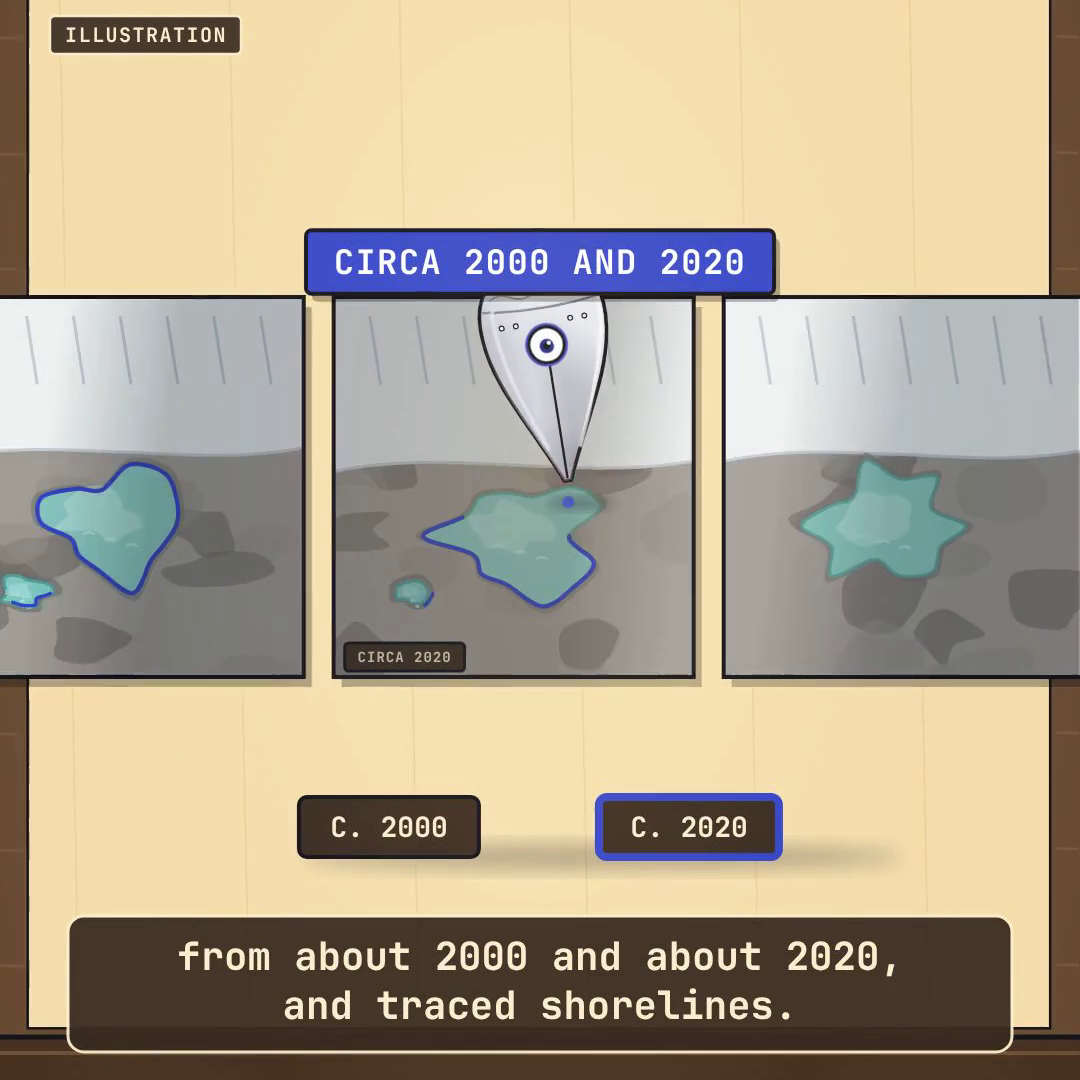 ILLUSTRATION
CIRCA 2000 AND 2020
CIRCA 2020
C. 2000
C. 2020
from about 2000 and about 2020,
and traced shorelines.